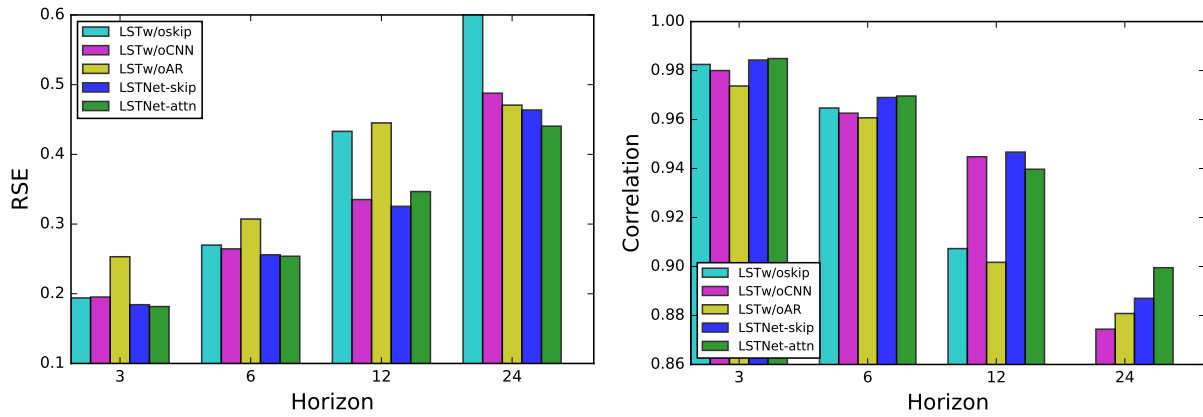 0.6
0.5
0.4
0.3
0.2
0.1
RSE
LSTw/oskip
LSTw/oCNN
LSTw/oAR
LSTNet-skip
LSTNet-attn
3 6 12 24
Horizon
1.00
0.98
0.96
0.94
0.92
0.90
0.88
0.86
Correlation
LSTw/oskip
LSTw/oCNN
LSTw/oAR
LSTNet-skip
LSTNet-attn
3 6 12 24
Horizon